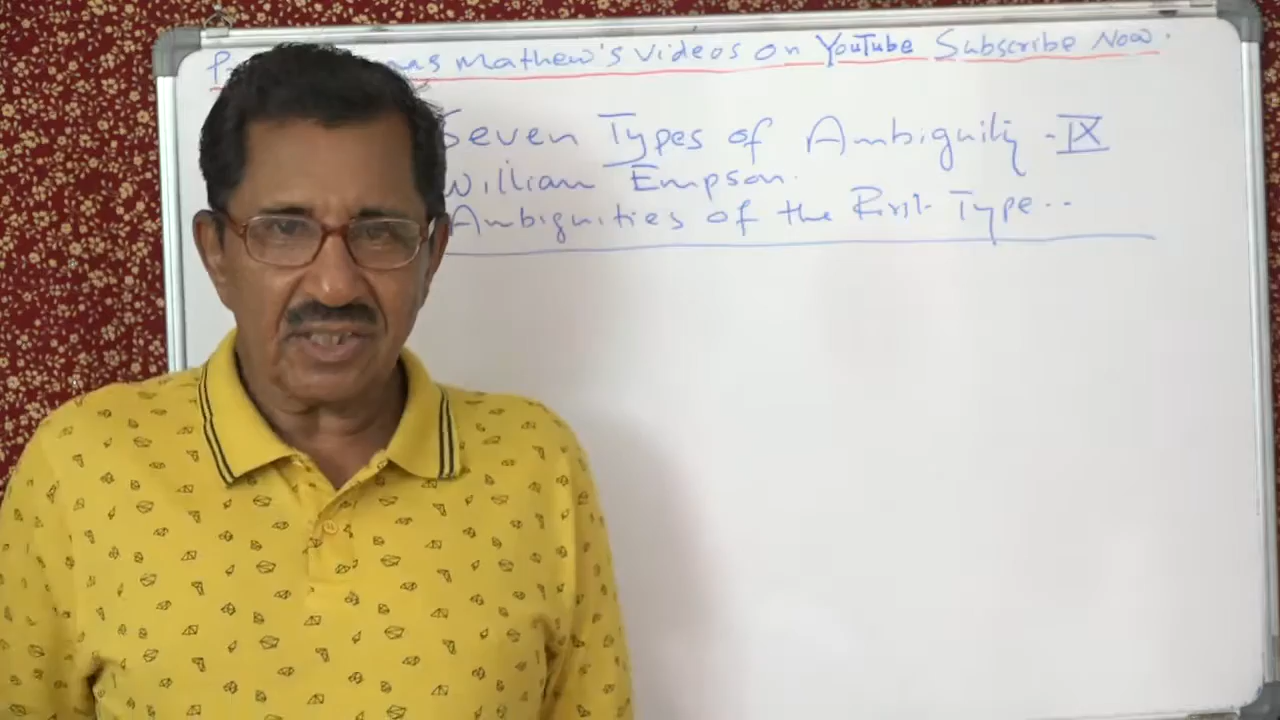 Mathew's Videos on YouTube Subscribe Now.
Seven Types of Ambiguity - IX
William Empson.
Ambiguities of the First Type..